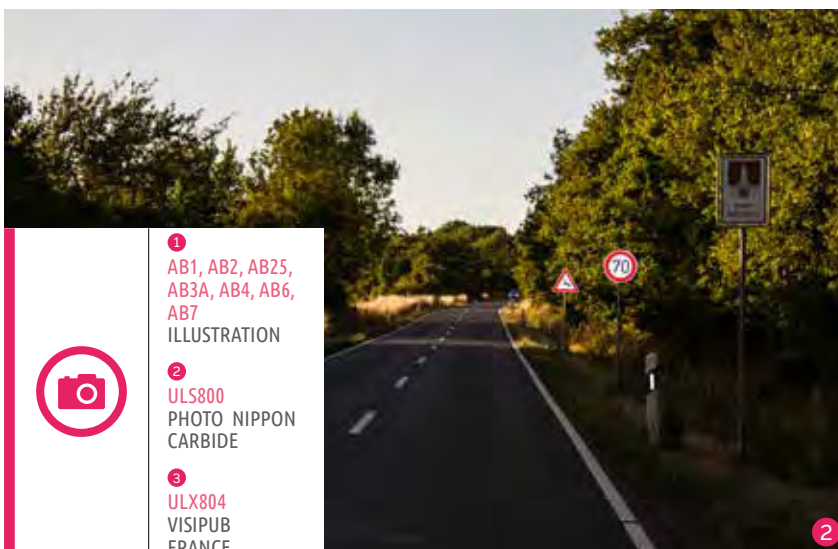 1
AB1, AB2, AB25,
AB3A, AB4, AB6,
AB7
ILLUSTRATION
2
ULS800
PHOTO NIPPON
CARBIDE
3
ULX804
VISIPUB
FRANCE
70
2